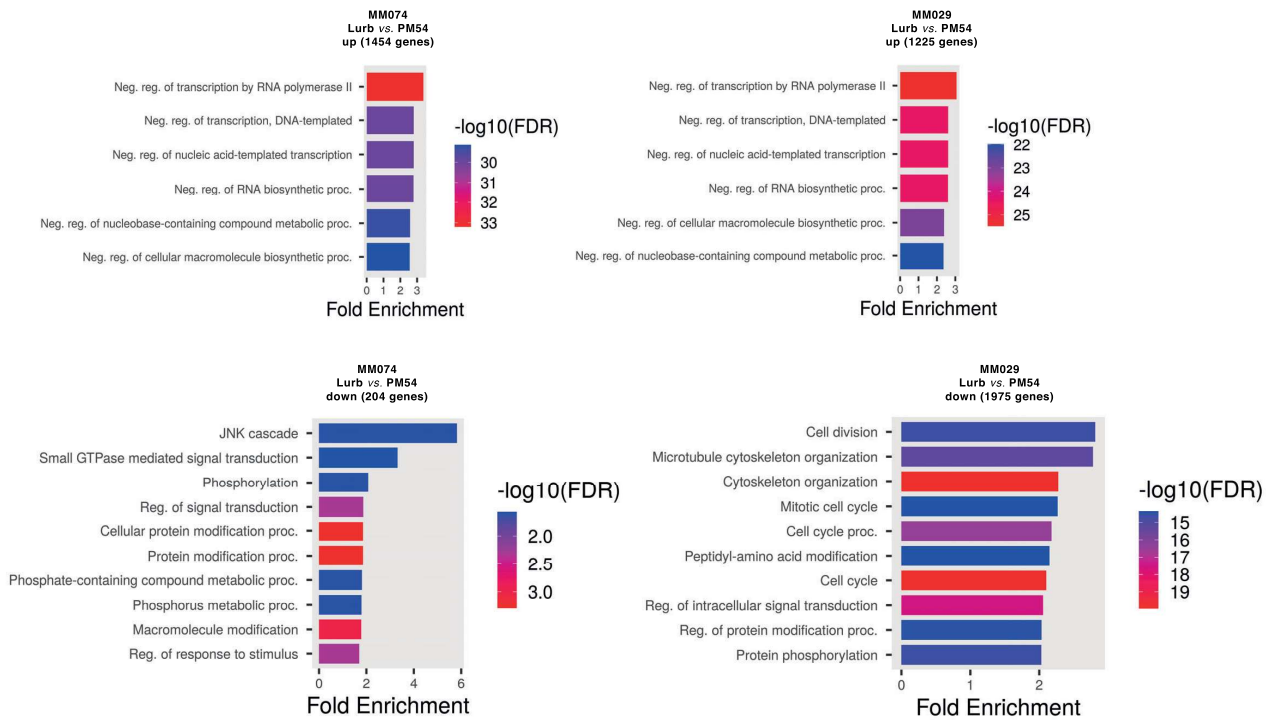 MM074
Lurb vs. PM54
up (1454 genes)
Neg. reg. of transcription by RNA polymerase II
Neg. reg. of transcription, DNA-templated
Neg. reg. of nucleic acid-templated transcription
Neg. reg. of RNA biosynthetic proc.
Neg. reg. of nucleobase-containing compound metabolic proc.
Neg. reg. of cellular macromolecule biosynthetic proc.
0 1 2 3
Fold Enrichment
-log10(FDR)
30
31
32
33
MM029
Lurb vs. PM54
up (1225 genes)
Neg. reg. of transcription by RNA polymerase II
Neg. reg. of transcription, DNA-templated
Neg. reg. of nucleic acid-templated transcription
Neg. reg. of RNA biosynthetic proc.
Neg. reg. of cellular macromolecule biosynthetic proc.
Neg. reg. of nucleobase-containing compound metabolic proc.
0 1 2 3
Fold Enrichment
-log10(FDR)
22
23
24
25
MM074
Lurb vs. PM54
down (204 genes)
JNK cascade
Small GTPase mediated signal transduction
Phosphorylation
Reg. of signal transduction
Cellular protein modification proc.
Protein modification proc.
Phosphate-containing compound metabolic proc.
Phosphorus metabolic proc.
Macromolecule modification
Reg. of response to stimulus
0 2 4 6
Fold Enrichment
-log10(FDR)
2.0
2.5
3.0
MM029
Lurb vs. PM54
down (1975 genes)
Cell division
Microtubule cytoskeleton organization
Cytoskeleton organization
Mitotic cell cycle
Cell cycle proc.
Peptidyl-amino acid modification
Cell cycle
Reg. of intracellular signal transduction
Reg. of protein modification proc.
Protein phosphorylation
0 1 2
Fold Enrichment
-log10(FDR)
15
16
17
18
19